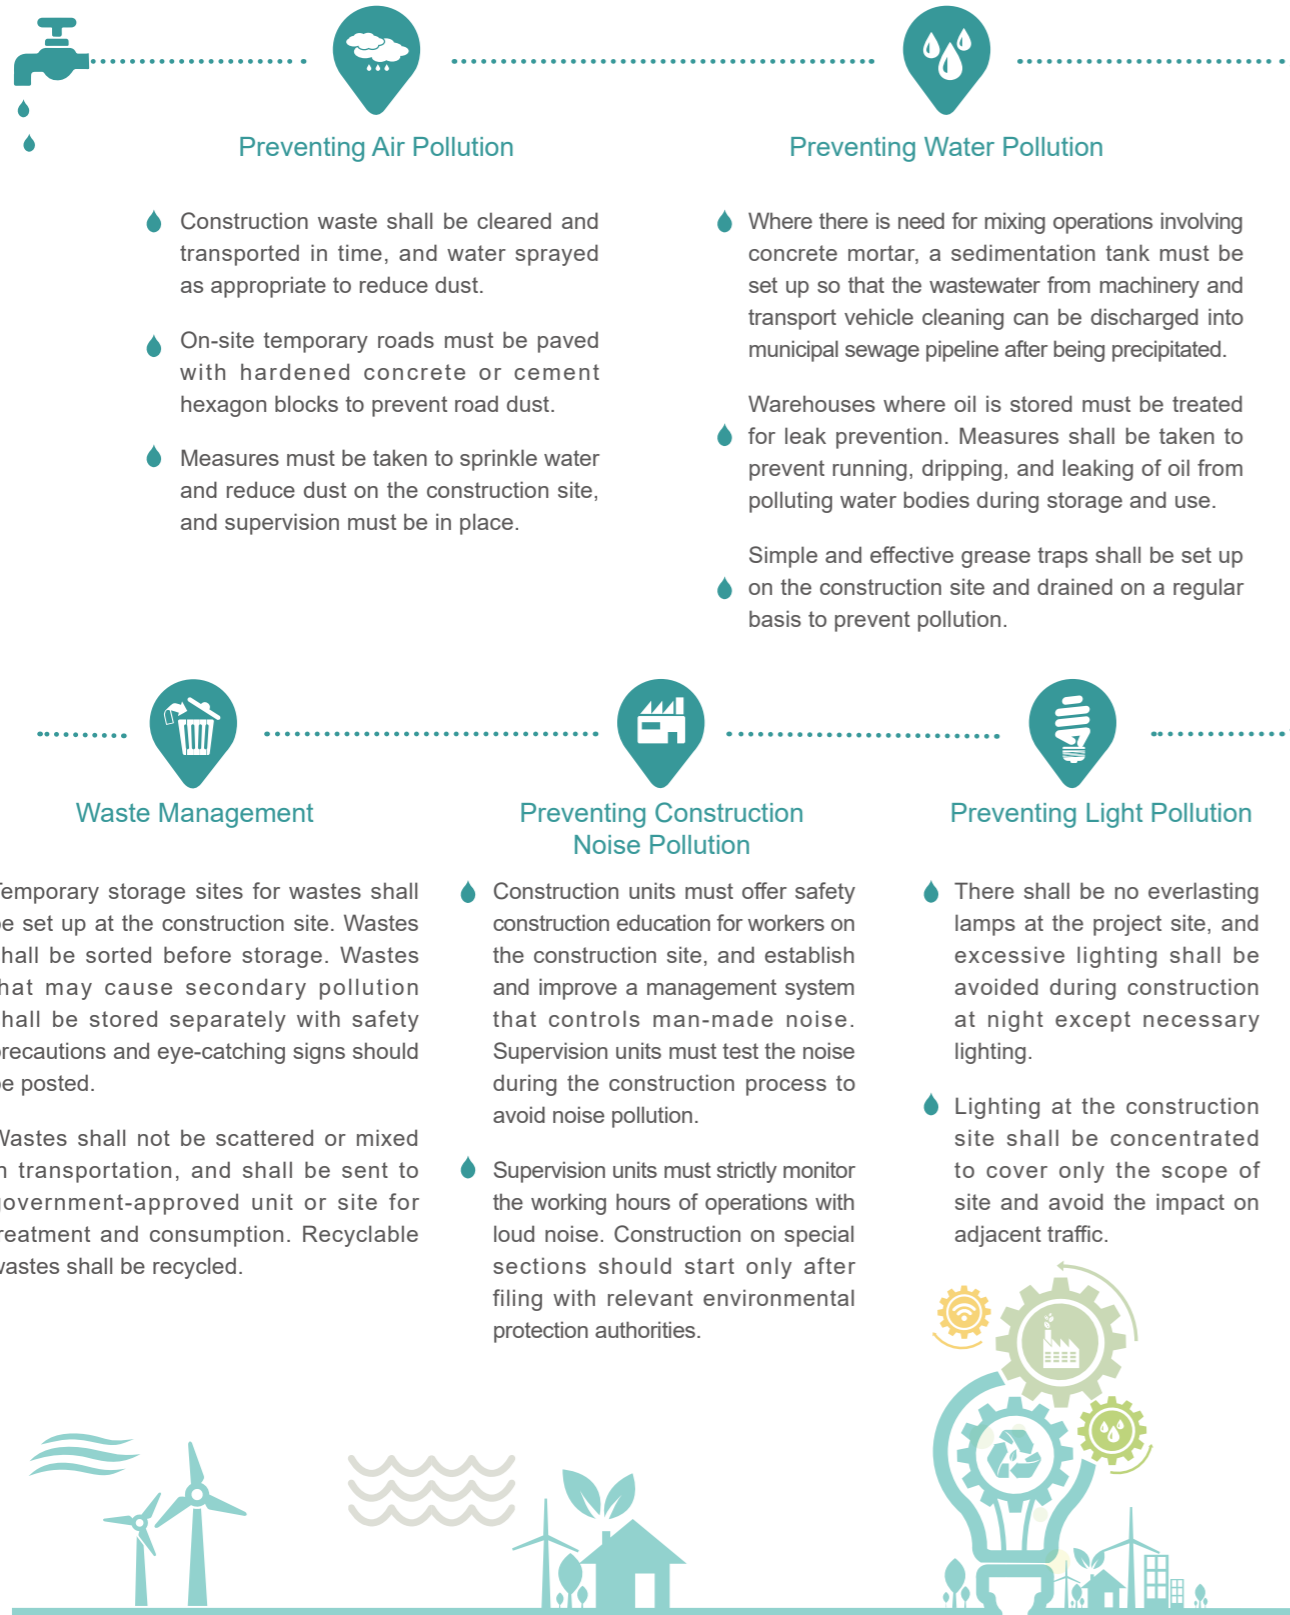 Preventing Air Pollution
Construction waste shall be cleared and
transported in time, and water sprayed
as appropriate to reduce dust.
On-site temporary roads must be paved
with hardened concrete or cement
hexagon blocks to prevent road dust.
Measures must be taken to sprinkle water
and reduce dust on the construction site,
and supervision must be in place.
Preventing Water Pollution
Where there is need for mixing operations involving
concrete mortar, a sedimentation tank must be
set up so that the wastewater from machinery and
transport vehicle cleaning can be discharged into
municipal sewage pipeline after being precipitated.
Warehouses where oil is stored must be treated
for leak prevention. Measures shall be taken to
prevent running, dripping, and leaking of oil from
polluting water bodies during storage and use.
Simple and effective grease traps shall be set up
on the construction site and drained on a regular
basis to prevent pollution.
Waste Management
Temporary storage sites for wastes shall
be set up at the construction site. Wastes
shall be sorted before storage. Wastes
that may cause secondary pollution
shall be stored separately with safety
precautions and eye-catching signs should
be posted.
Wastes shall not be scattered or mixed
in transportation, and shall be sent to
government-approved unit or site for
treatment and consumption. Recyclable
wastes shall be recycled.
Preventing Construction
Noise Pollution
Construction units must offer safety
construction education for workers on
the construction site, and establish
and improve a management system
that controls man-made noise.
Supervision units must test the noise
during the construction process to
avoid noise pollution.
Supervision units must strictly monitor
the working hours of operations with
loud noise. Construction on special
sections should start only after
filing with relevant environmental
protection authorities.
Preventing Light Pollution
There shall be no everlasting
lamps at the project site, and
excessive lighting shall be
avoided during construction
at night except necessary
lighting.
Lighting at the construction
site shall be concentrated
to cover only the scope of
site and avoid the impact on
adjacent traffic.